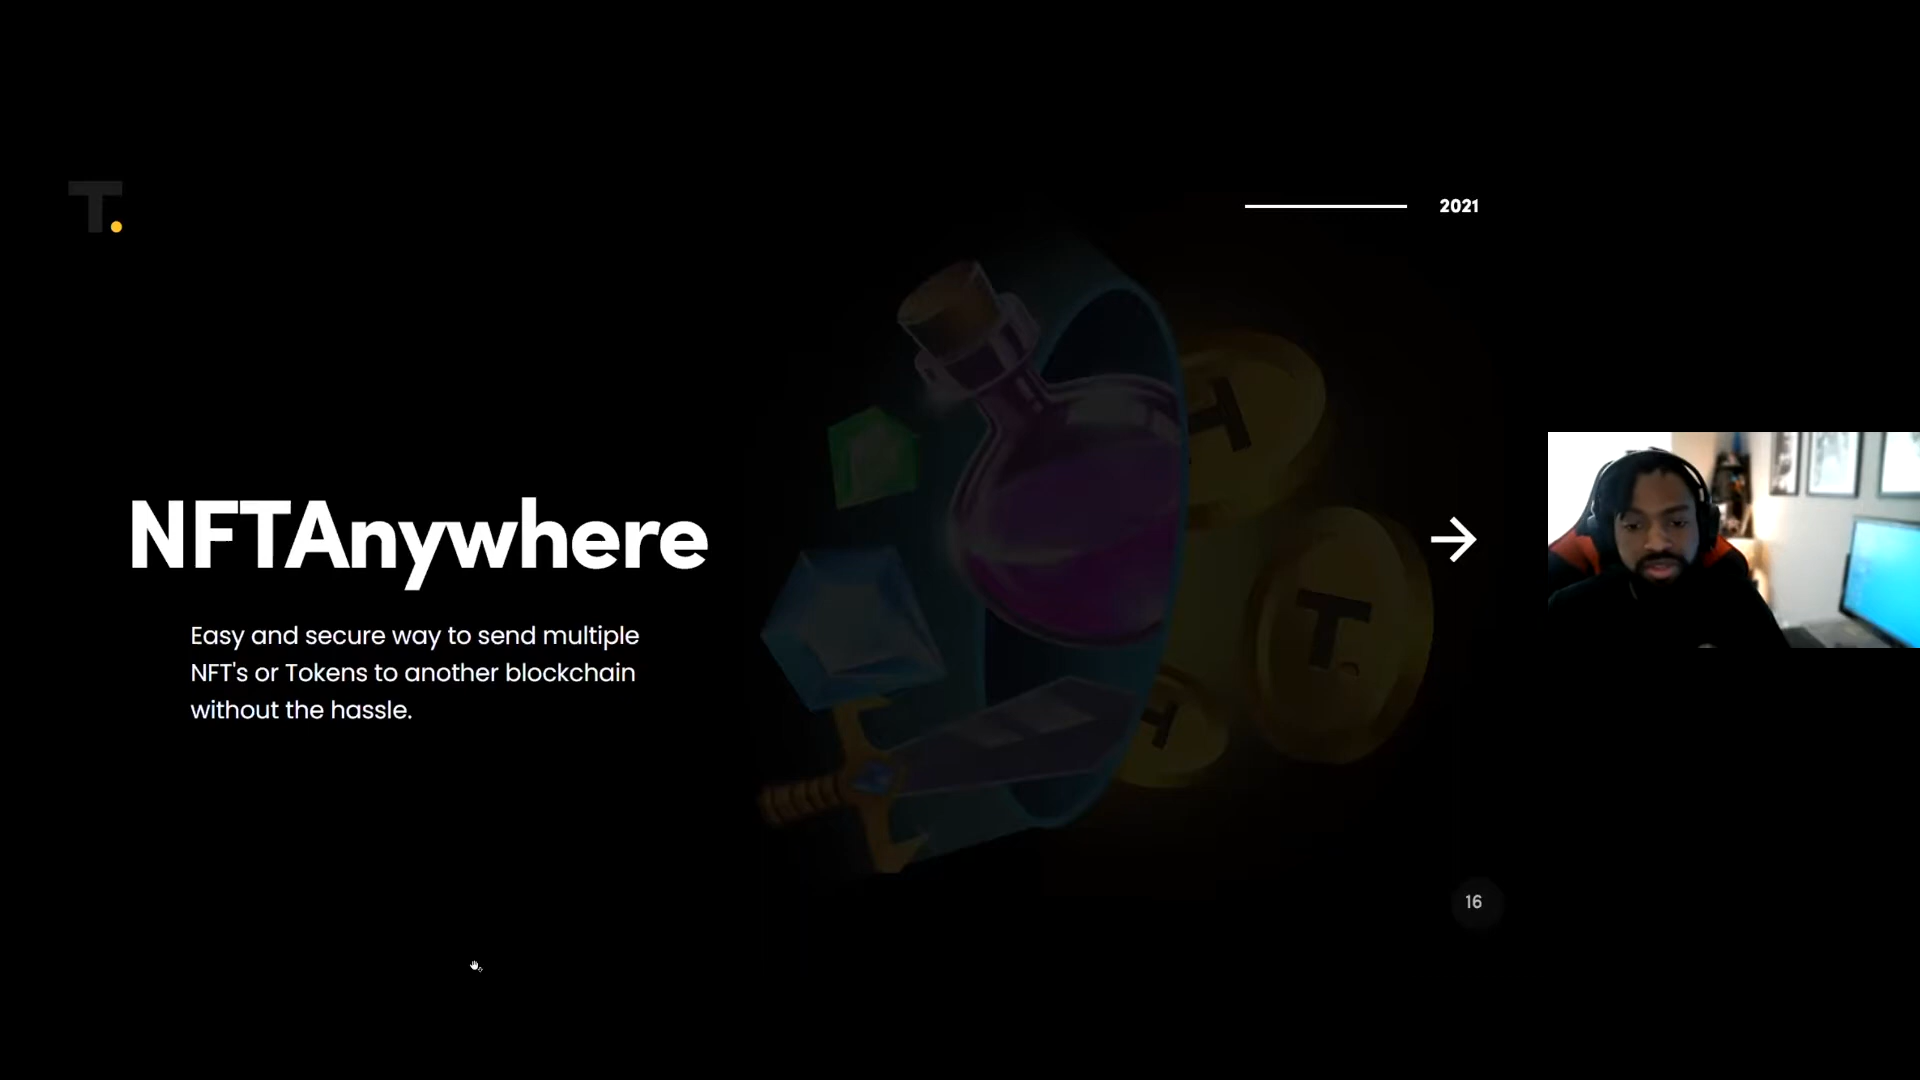 T.
2021
NFTAnywhere
Easy and secure way to send multiple
NFT's or Tokens to another blockchain
without the hassle.
T
T.
T
16